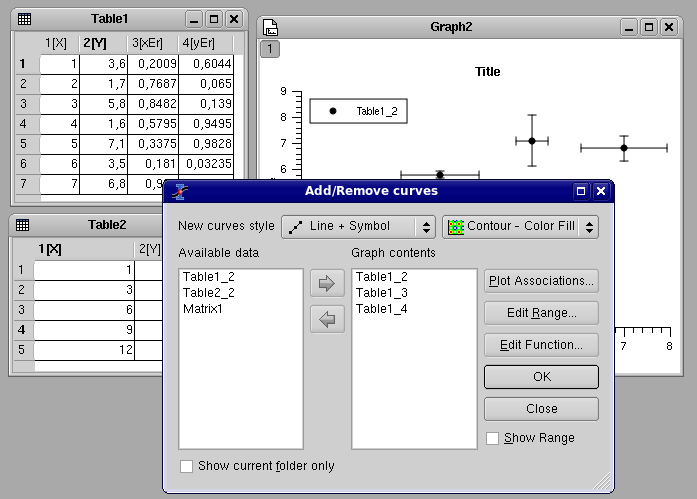 Table1
1[X] 2[Y] 3[xEr] 4[yEr]
1 1 3,6 0,2009 0,6044
2 2 1,7 0,7687 0,065
3 3 5,8 0,8482 0,139
4 4 1,6 0,5795 0,9495
5 5 7,1 0,3375 0,9828
6 6 3,5 0,181 0,03235
7 7 6,8
Table2
1[X] 2[Y]
1 1
2 3
3 6
4 9
5 12
Graph2
1
Title
Table1_2
9
8
7
6
7 8
Add/Remove curves
New curves style Line + Symbol Contour - Color Fill
Available data
Table1_2
Table2_2
Matrix1
Graph contents
Table1_2
Table1_3
Table1_4
Plot Associations...
Edit Range...
Edit Function...
OK
Close
Show Range
Show current folder only